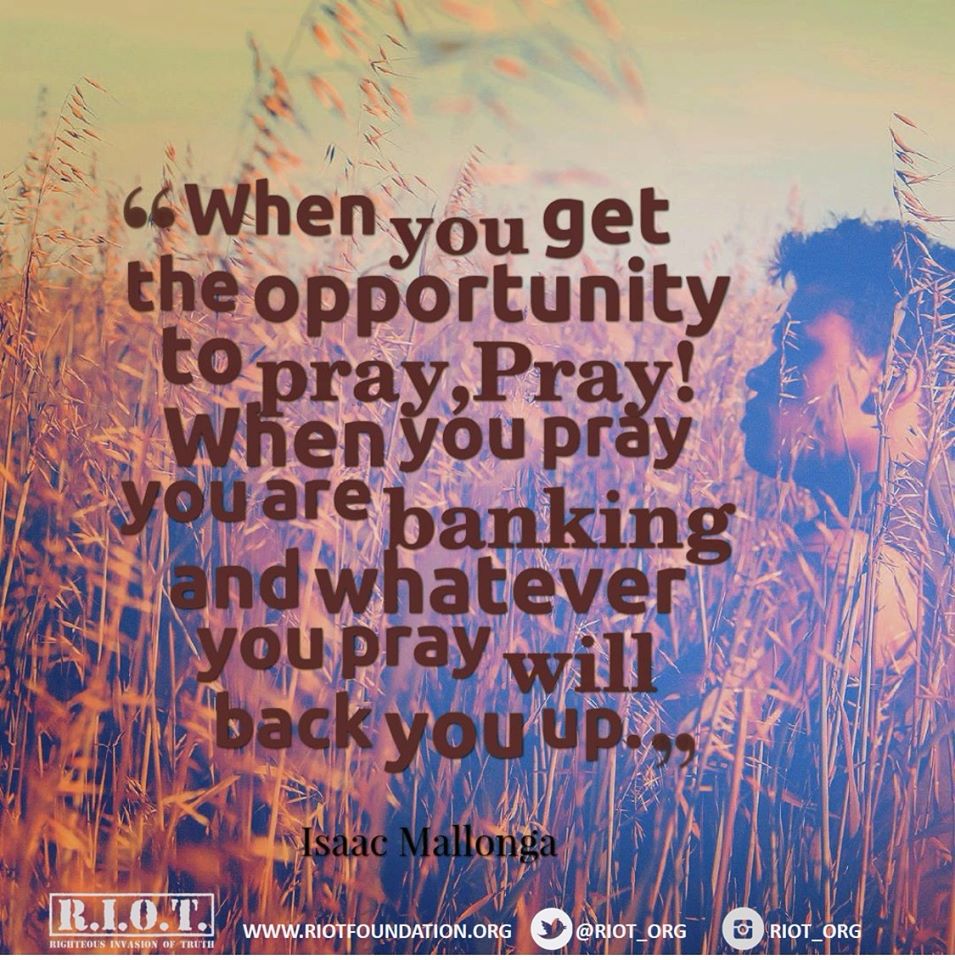 “When you get
the opportunity
to pray,Pray!
When you pray
you are banking
and whatever
you pray will
back you up.”
Isaac Mallonga
R.I.O.T.
RIGHTEOUS INVASION OF TRUTH
WWW.RIOTFOUNDATION.ORG @RIOT_ORG RIOT_ORG